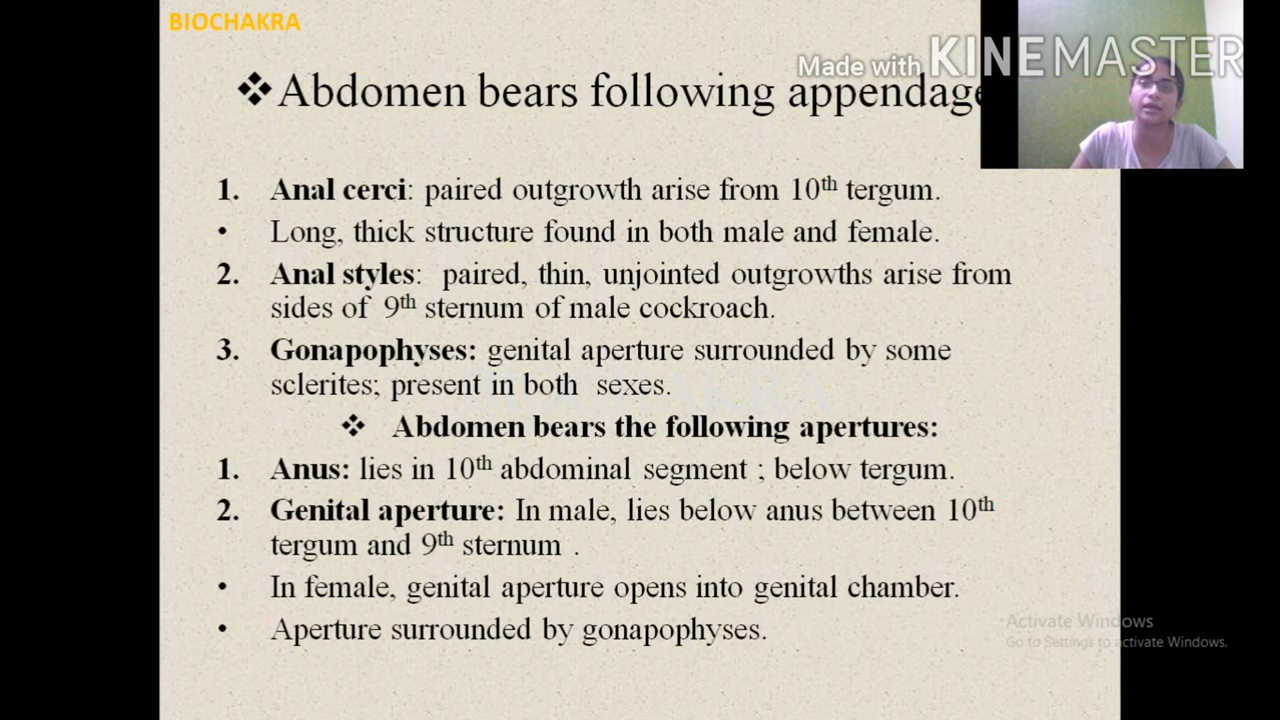 BIOCHAKRA
Made with KINEMASTER
❖Abdomen bears following appendage
1. Anal cerci: paired outgrowth arise from 10th tergum.
• Long, thick structure found in both male and female.
2. Anal styles: paired, thin, unjointed outgrowths arise from
sides of 9th sternum of male cockroach.
3. Gonapophyses: genital aperture surrounded by some
sclerites; present in both sexes.
❖ Abdomen bears the following apertures:
1. Anus: lies in 10th abdominal segment ; below tergum.
2. Genital aperture: In male, lies below anus between 10th
tergum and 9th sternum .
• In female, genital aperture opens into genital chamber.
• Aperture surrounded by gonapophyses.
Activate Windows
Go to Settings to activate Windows.